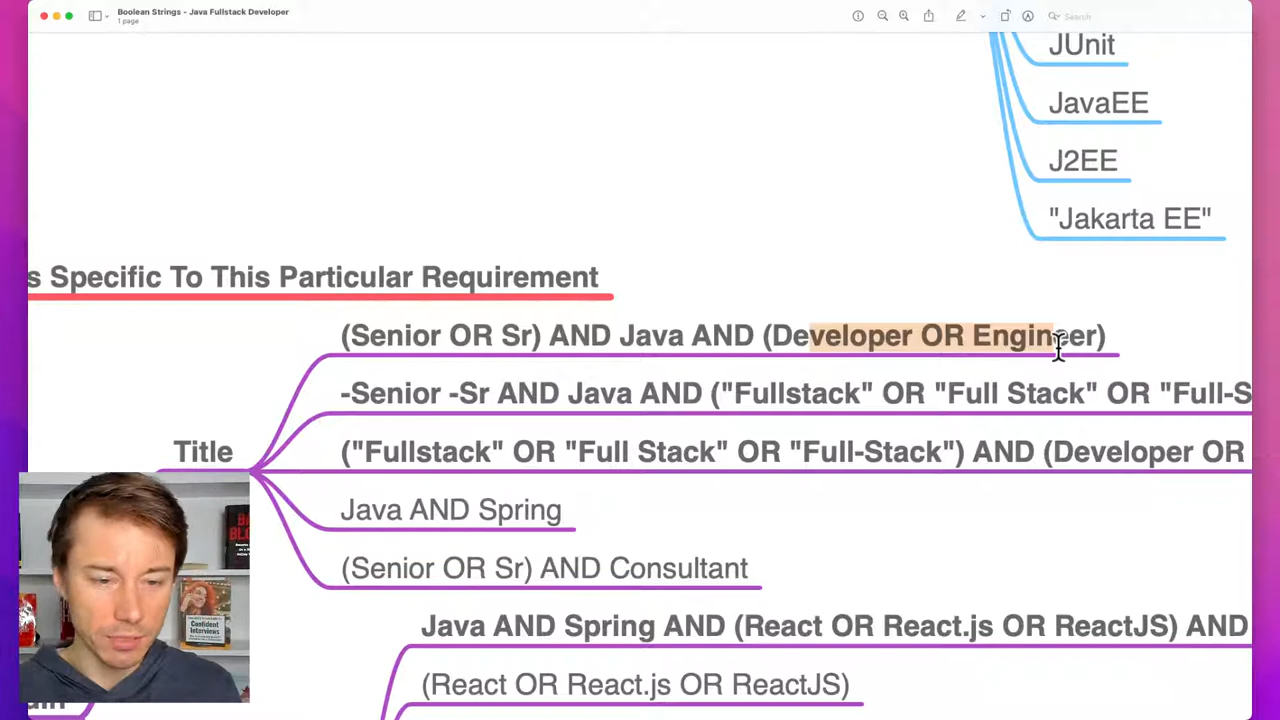 Boolean Strings - Java Fullstack Developer
1 page
Search
JUnit
JavaEE
J2EE
"Jakarta EE"
s Specific To This Particular Requirement
(Senior OR Sr) AND Java AND (Developer OR Engineer)
-Senior -Sr AND Java AND ("Fullstack" OR "Full Stack" OR "Full-S
Title
("Fullstack" OR "Full Stack" OR "Full-Stack") AND (Developer OR
Java AND Spring
(Senior OR Sr) AND Consultant
Java AND Spring AND (React OR React.js OR ReactJS) AND
(React OR React.js OR ReactJS)
Confident
Interviews